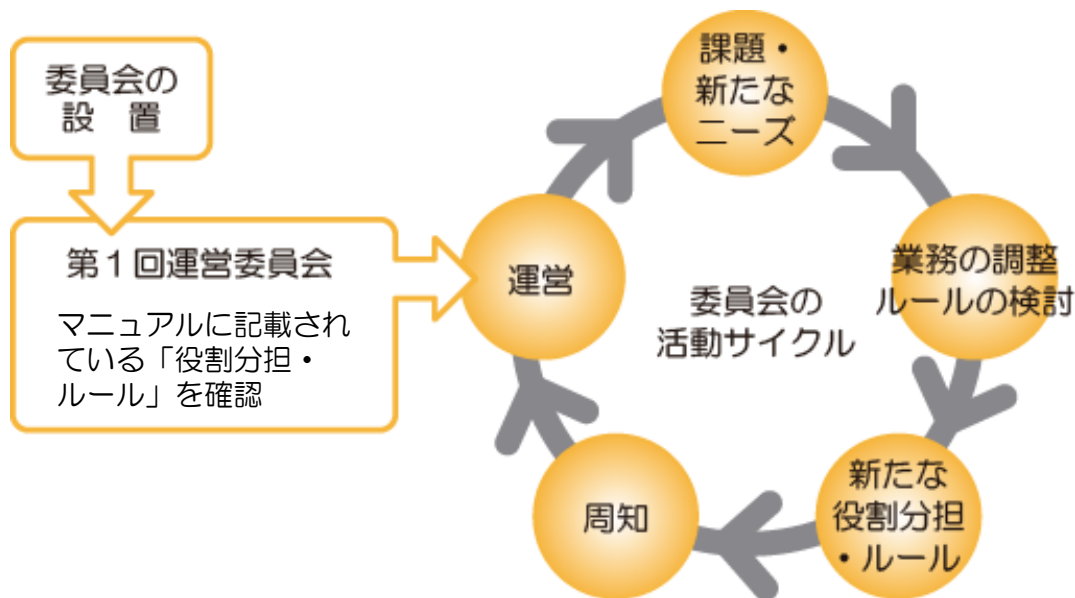 委員会の
設　置
第１回運営委員会
マニュアルに記載され
ている「役割分担・
ルール」を確認
課題・
新たな
ニーズ
業務の調整
ルールの検討
新たな
役割分担
・ルール
周知
運営
委員会の
活動サイクル